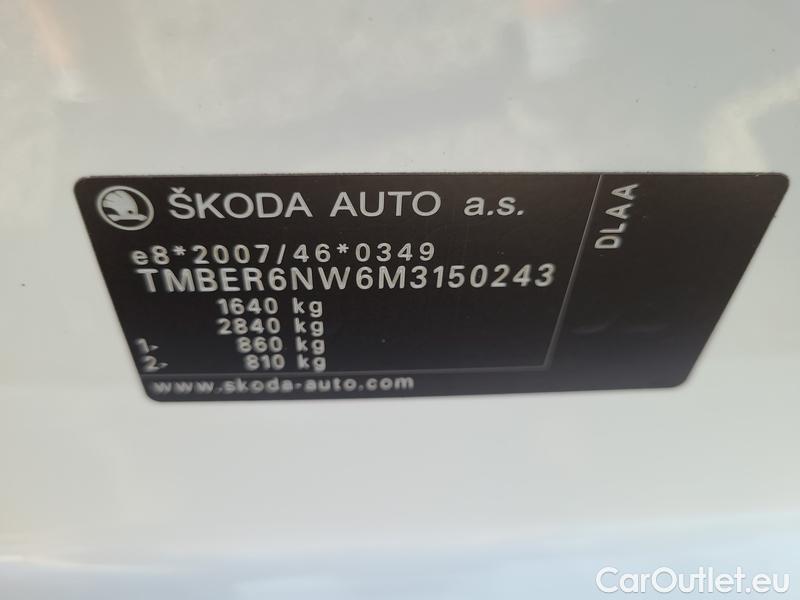 ŠKODA AUTO a.s.
DLAA
e8*2007/46*0349
TMBER6NW6M3150243
1640 kg
2840 kg
1- 860 kg
2- 810 kg
www.skoda-auto.com
CarOutlet.eu